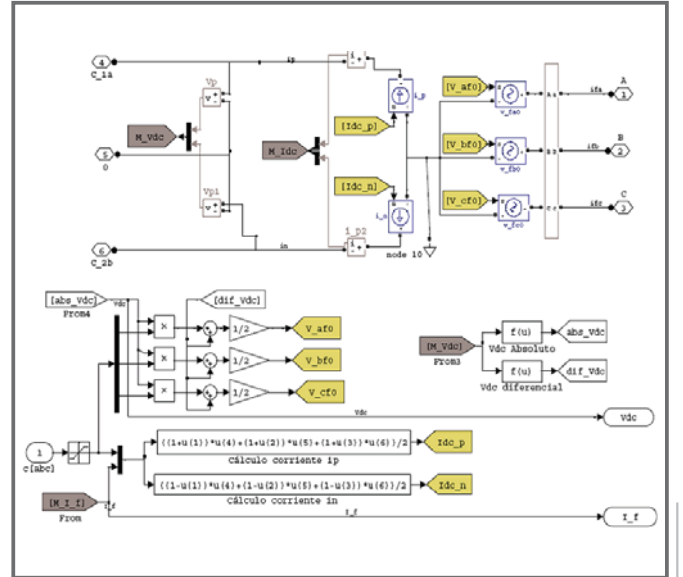 4
C_1a
ip
i
Vp
i_p
[V_af0]
v_fa0
A
1
ifa
[Idc_p]
M_Vdc
M_Idc
5
0
[V_bf0]
v_fb0
B
2
ifb
[Idc_n]
Vp1
i_n
[V_cf0]
v_fc0
C
3
ifc
6
C_2b
in
i_p2
node 10
[abs_Vdc]
From4
Vdc
[dif_Vdc]
1/2
V_af0
1/2
V_bf0
1/2
V_cf0
[M_Vdc]
From3
f(u)
Vdc Absoluto
abs_Vdc
f(u)
Vdc diferencial
dif_Vdc
Vdc
Vdc
1
c[abc]
((1+u(1))*u(4)+(1+u(2))*u(5)+(1+u(3))*u(6))/2
Idc_p
Cálculo corriente ip
((1-u(1))*u(4)+(1-u(2))*u(5)+(1-u(3))*u(6))/2
Idc_n
Cálculo corriente in
[M_I_f]
From
I_f
I_f
I_f